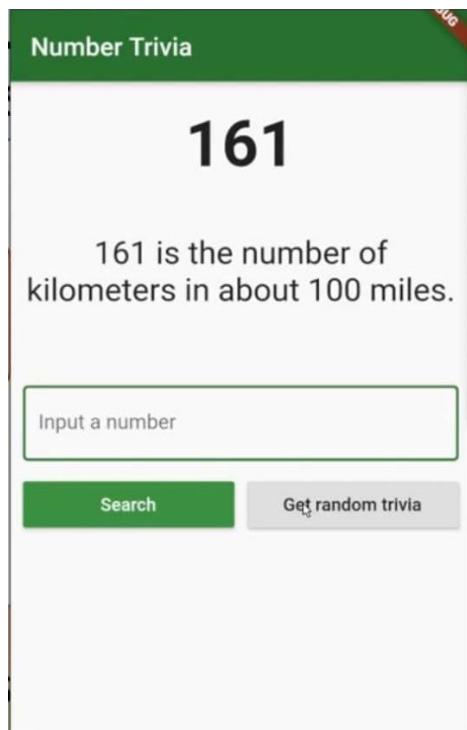 Number Trivia
161
161 is the number of
kilometers in about 100 miles.
Input a number
Search
Get random trivia